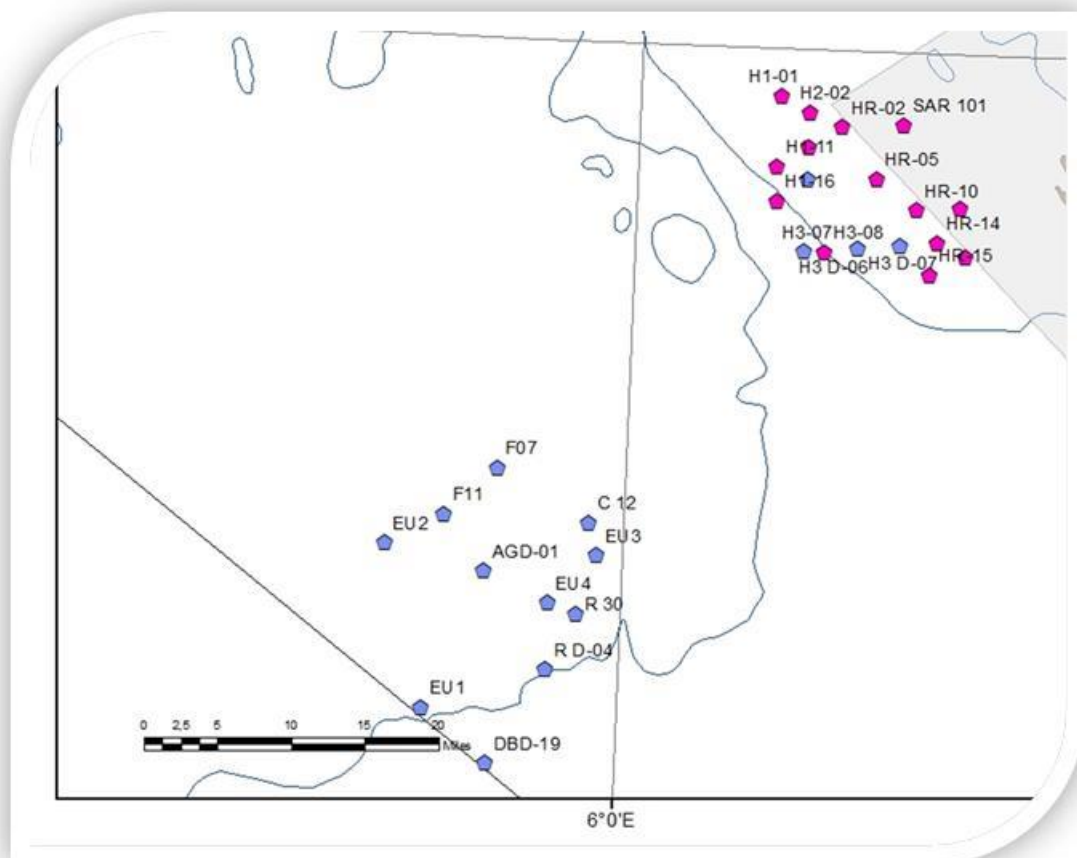 H1-01
H2-02
HR-02 SAR 101
H1-11
HR-05
H1-16
HR-10
HR-14
H3-07 H3-08
HR-15
H3 D-06 H3 D-07
F07
F11
C 12
EU2
EU3
AGD-01
EU4
R 30
R D-04
EU1
0 2,5 5 10 15 20
Miles
DBD-19
6°0'E